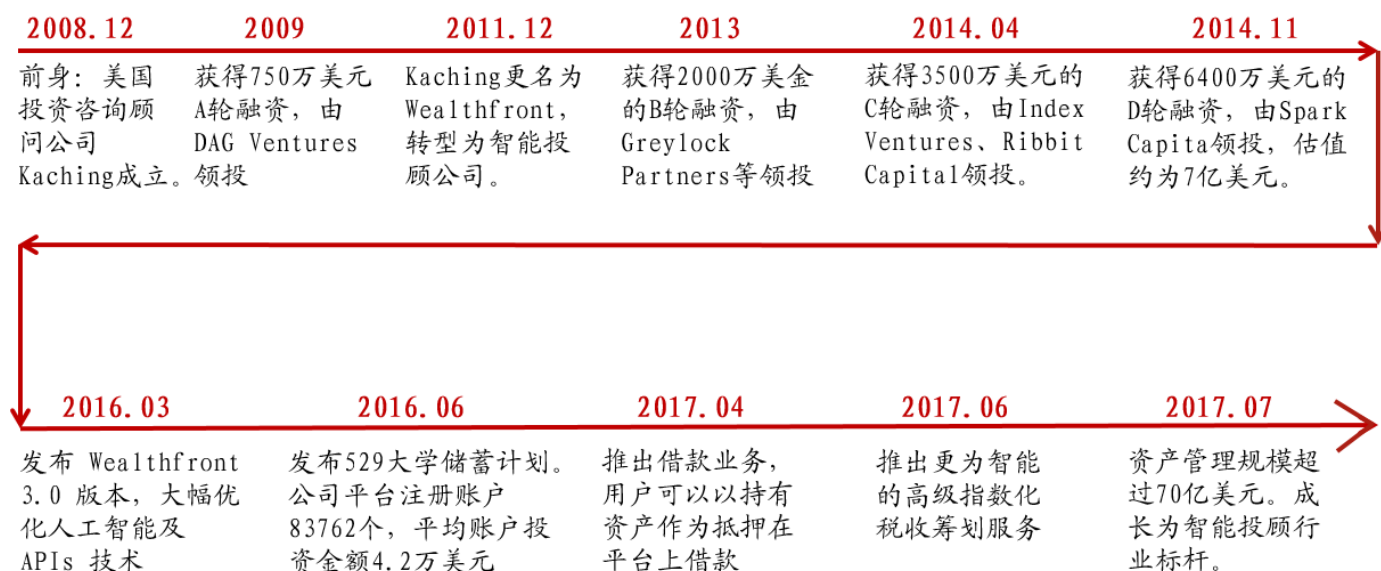 2008.12
前身：美国
投资咨询顾
问公司
Kaching成立。
2009
获得750万美元
A轮融资，由
DAG Ventures
领投
2011.12
Kaching更名为
Wealthfront，
转型为智能投
顾公司。
2013
获得2000万美金
的B轮融资，由
Greylock
Partners等领投
2014.04
获得3500万美元的
C轮融资，由Index
Ventures、Ribbit
Capital领投。
2014.11
获得6400万美元的
D轮融资，由Spark
Capita领投，估值
约为7亿美元。
2016.03
发布 Wealthfront
3.0 版本，大幅优
化人工智能及
APIs 技术
2016.06
发布529大学储蓄计划。
公司平台注册账户
83762个，平均账户投
资金额4.2万美元
2017.04
推出借款业务，
用户可以以持有
资产作为抵押在
平台上借款
2017.06
推出更为智能
的高级指数化
税收筹划服务
2017.07
资产管理规模超
过70亿美元。成
长为智能投顾行
业标杆。